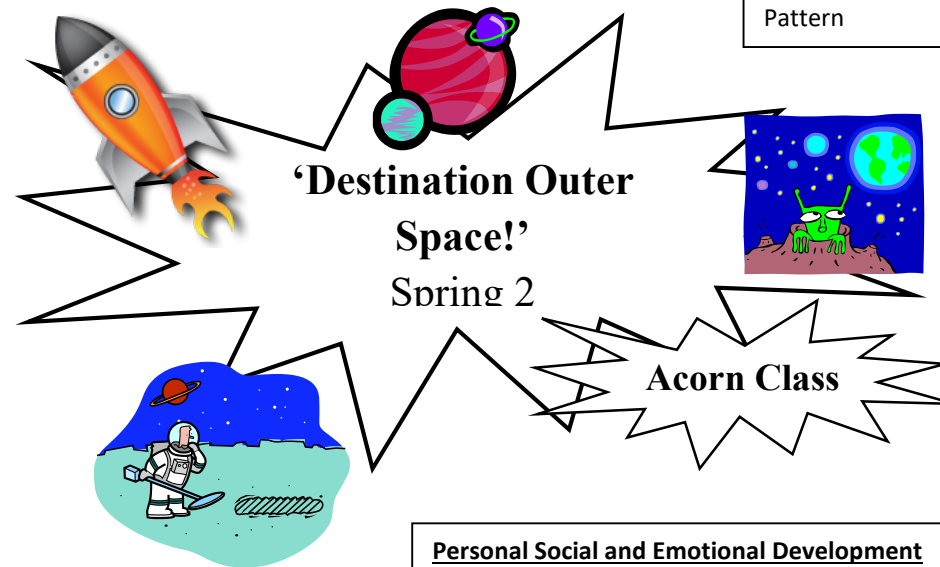 Pattern
‘Destination Outer
Space!’
Spring 2
Acorn Class
Personal Social and Emotional Development